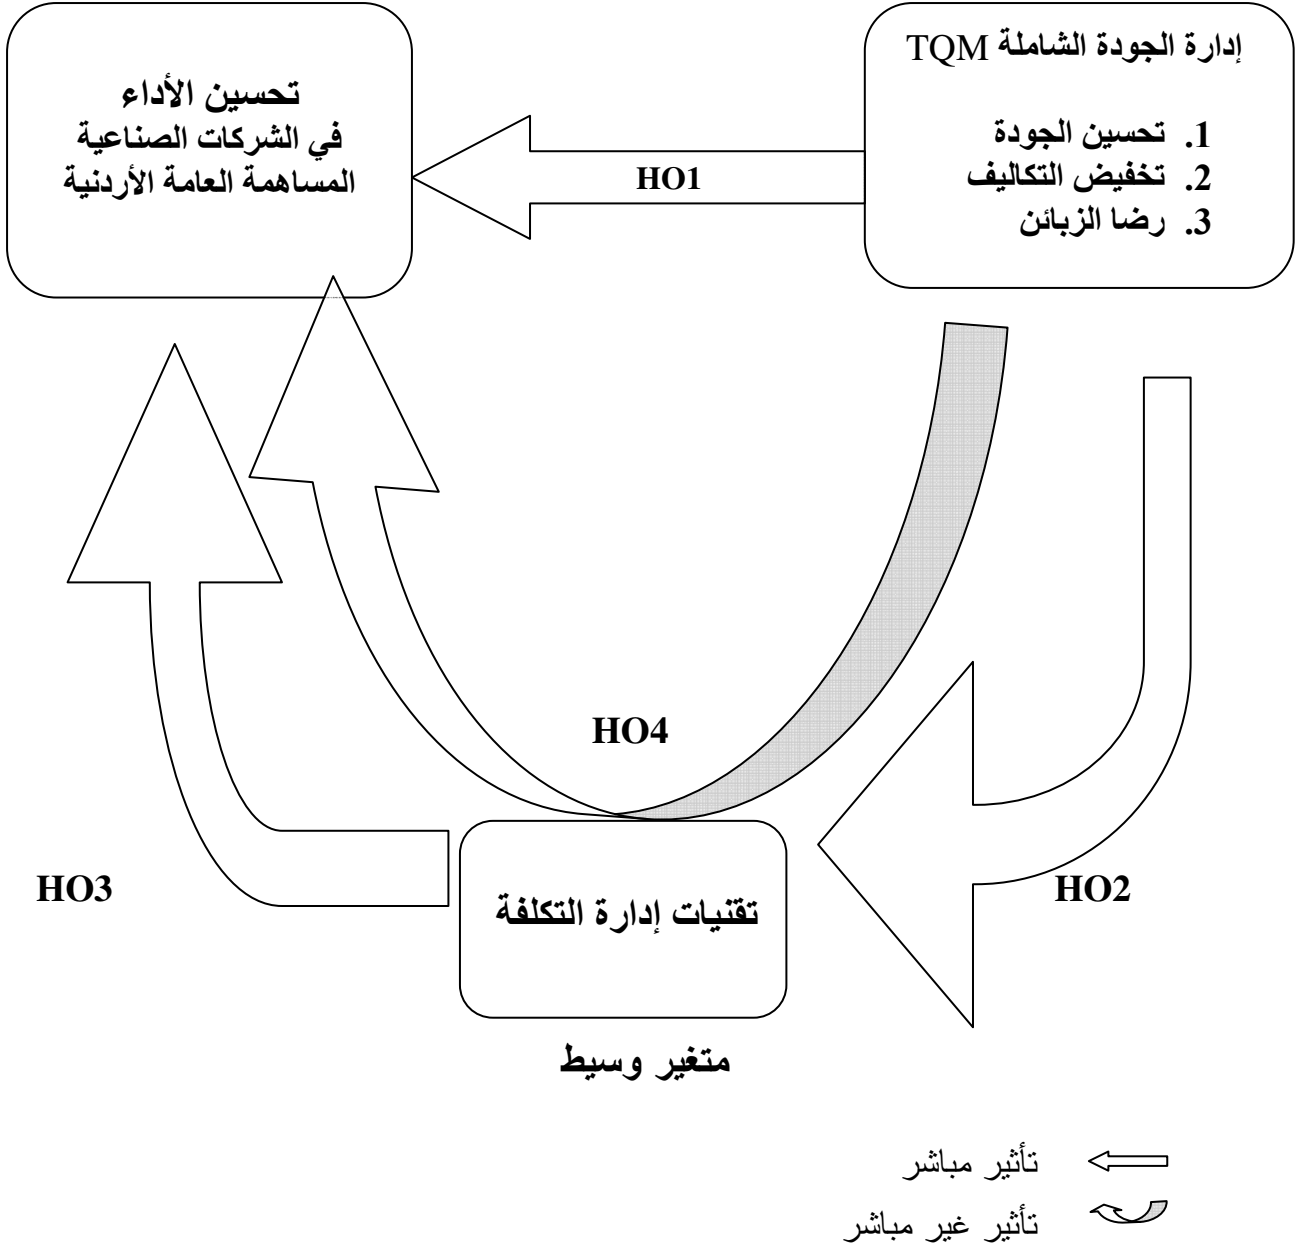 إدارة الجودة الشاملة TQM
1. تحسين الجودة
2. تخفيض التكاليف
3. رضا الزبائن
تحسين الأداء
في الشركات الصناعية
المساهمة العامة الأردنية
HO1
HO4
HO2
HO3
تقنيات إدارة التكلفة
متغير وسيط
تأثير مباشر
تأثير غير مباشر